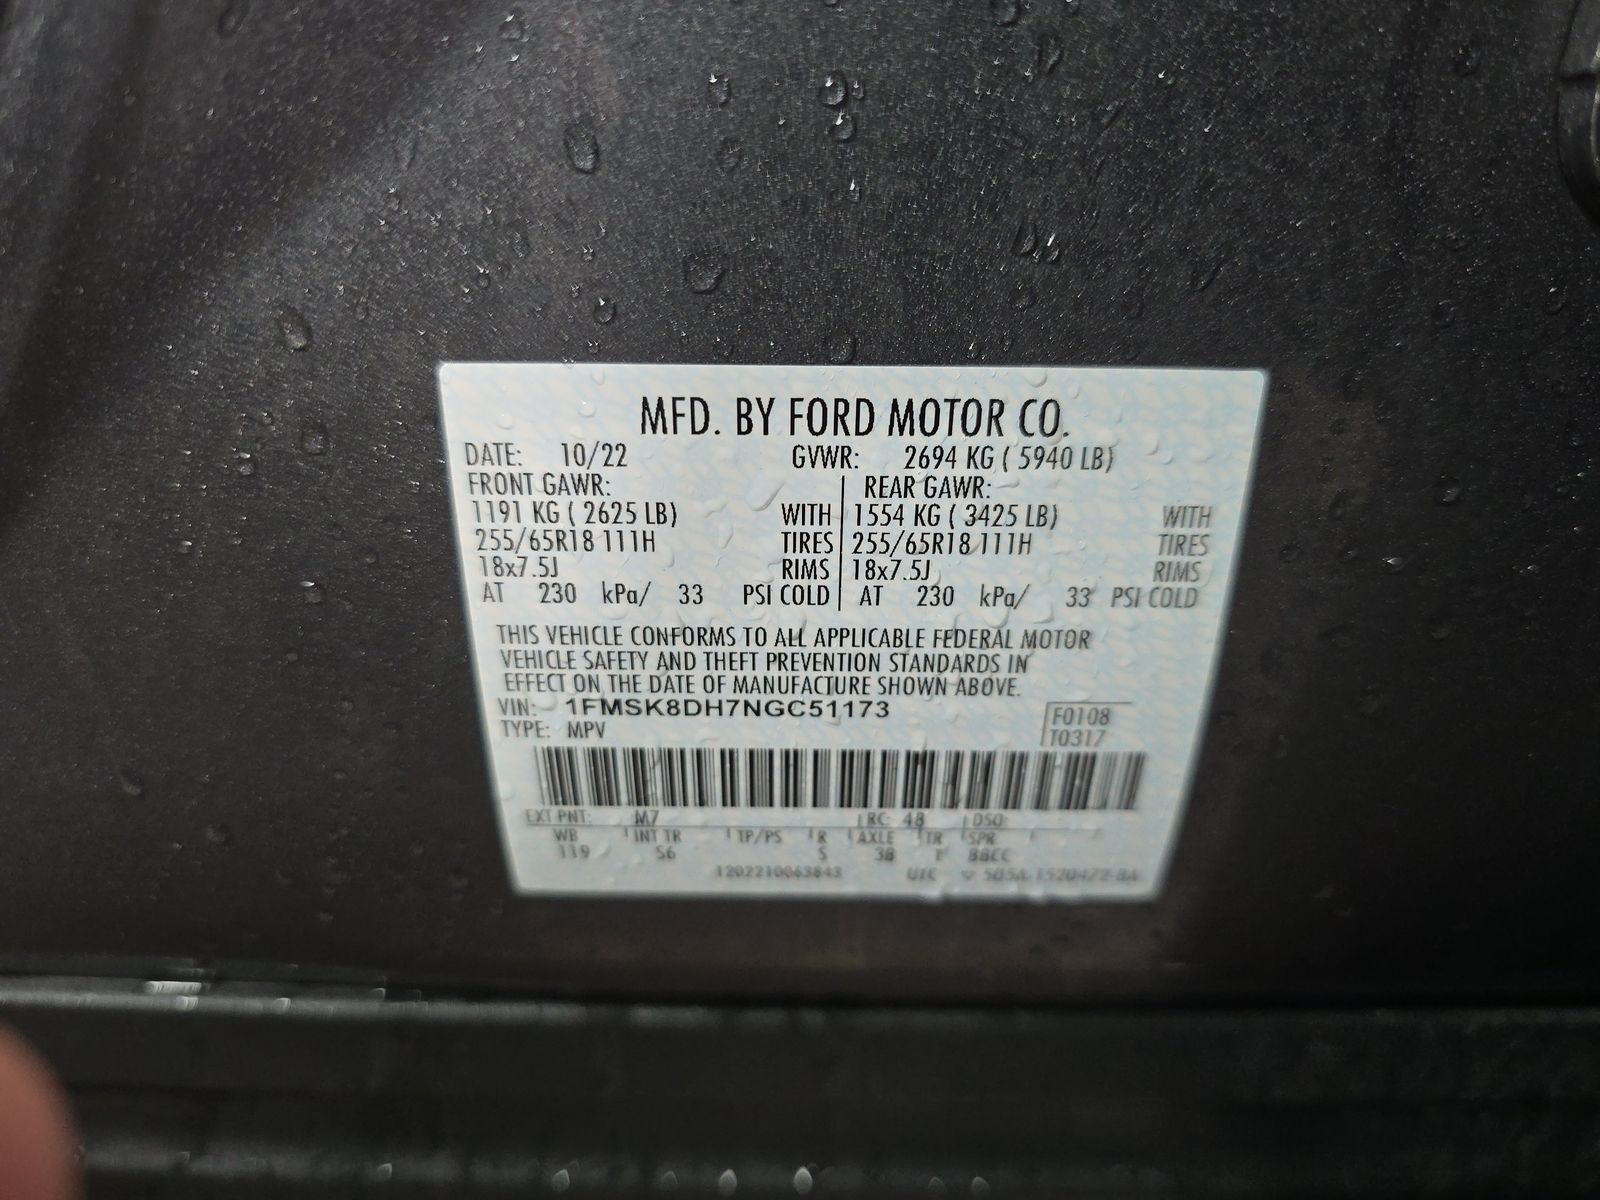 MFD. BY FORD MOTOR CO.
DATE: 10/22 GVWR: 2694 KG ( 5940 LB)
FRONT GAWR: REAR GAWR:
1191 KG ( 2625 LB) WITH 1554 KG ( 3425 LB) WITH
255/65R18 111H TIRES 255/65R18 111H TIRES
18x7.5J RIMS 18x7.5J RIMS
AT 230 kPa/ 33 PSI COLD AT 230 kPa/ 33 PSI COLD
THIS VEHICLE CONFORMS TO ALL APPLICABLE FEDERAL MOTOR
VEHICLE SAFETY AND THEFT PREVENTION STANDARDS IN
EFFECT ON THE DATE OF MANUFACTURE SHOWN ABOVE.
VIN: 1FMSK8DH7NGC51173 F0108
TYPE: MPV T0317
EXT PNT: M7 RC: 48 DSO:
WB INT TR TP/PS R AXLE TR SPR
119 S6 S 38 T BBCC
1202210063843 UTC